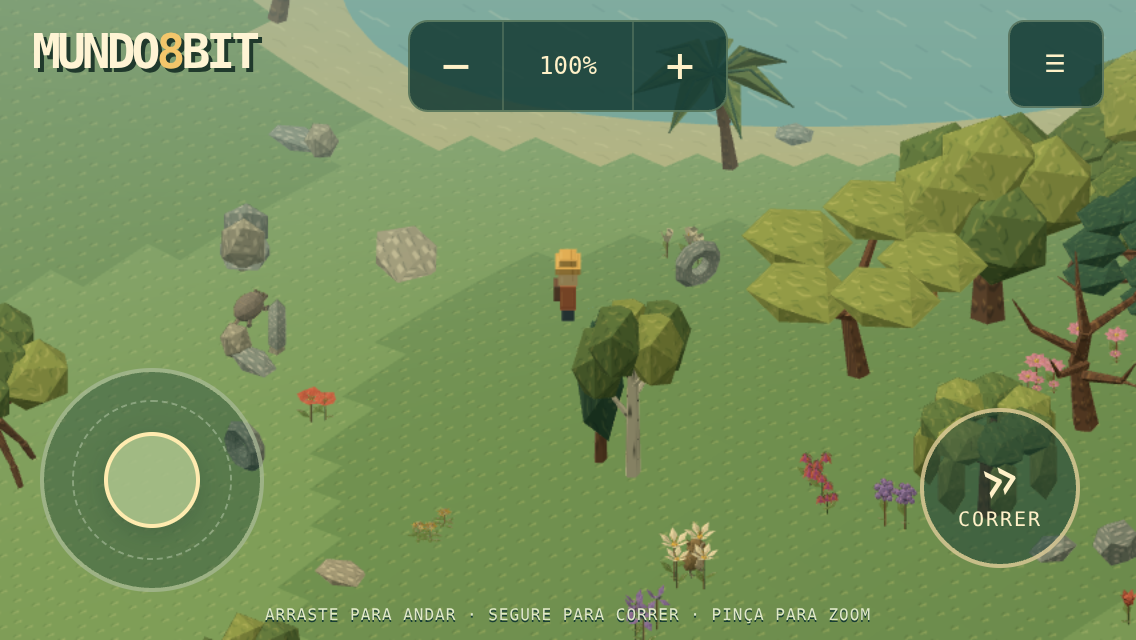 MUNDO8BIT
− 100% +
☰
»
CORRER
ARRASTE PARA ANDAR · SEGURE PARA CORRER · PINÇA PARA ZOOM